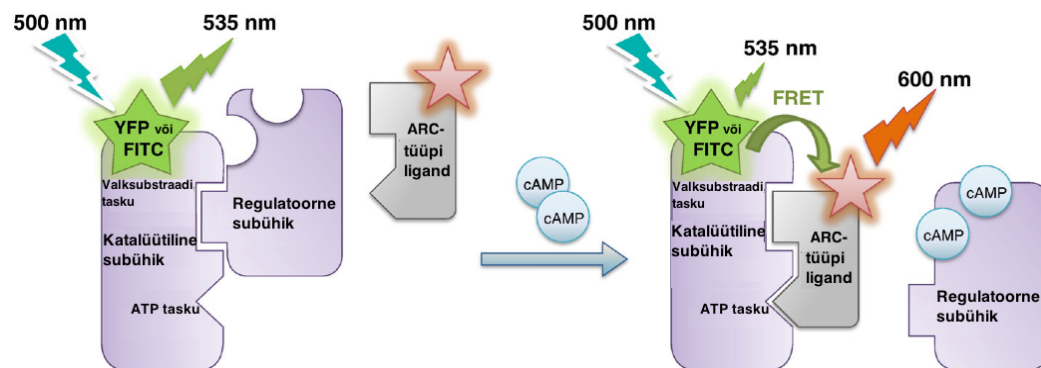 500 nm
535 nm
YFP või
FITC
Valksubstraadi
tasku
Katalüütiline
subühik
ATP tasku
Regulatoorne
subühik
ARC-
tüüpi
ligand
cAMP
cAMP
500 nm
535 nm
FRET
600 nm
YFP või
FITC
Valksubstraadi
tasku
Katalüütiline
subühik
ATP tasku
ARC-
tüüpi
ligand
cAMP
cAMP
Regulatoorne
subühik